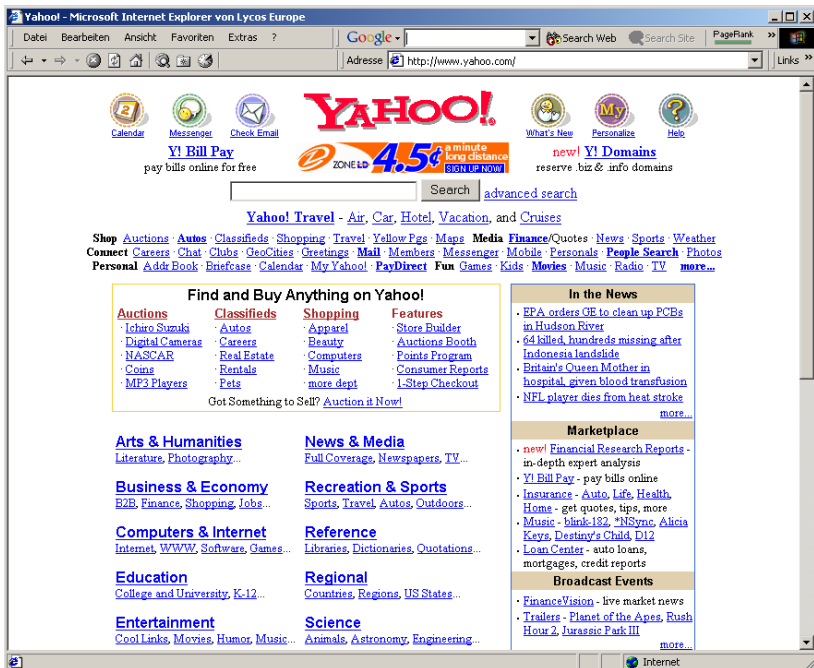 Yahoo! - Microsoft Internet Explorer von Lycos Europe
Datei Bearbeiten Ansicht Favoriten Extras ? Google Search Web Search Site PageRank »
Adresse http://www.yahoo.com/ Links »
Calendar Messenger Check Email YAHOO! What's New Personalize Help
My
Y! Bill Pay
pay bills online for free
ZONE LD 4.5¢ a minute long distance SIGN UP NOW!
new! Y! Domains
reserve .biz & .info domains
Search advanced search
Yahoo! Travel - Air, Car, Hotel, Vacation, and Cruises
Shop Auctions · Autos · Classifieds · Shopping · Travel · Yellow Pgs · Maps Media Finance/Quotes · News · Sports · Weather
Connect Careers · Chat · Clubs · GeoCities · Greetings · Mail · Members · Messenger · Mobile · Personals · People Search · Photos
Personal Addr Book · Briefcase · Calendar · My Yahoo! · PayDirect Fun Games · Kids · Movies · Music · Radio · TV more...
Find and Buy Anything on Yahoo!
Auctions Classifieds Shopping Features
· Ichiro Suzuki · Autos · Apparel · Store Builder
· Digital Cameras · Careers · Beauty · Auctions Booth
· NASCAR · Real Estate · Computers · Points Program
· Coins · Rentals · Music · Consumer Reports
· MP3 Players · Pets · more dept · 1-Step Checkout
Got Something to Sell? Auction it Now!
Arts & Humanities
Literature, Photography...
News & Media
Full Coverage, Newspapers, TV...
Business & Economy
B2B, Finance, Shopping, Jobs...
Recreation & Sports
Sports, Travel, Autos, Outdoors...
Computers & Internet
Internet, WWW, Software, Games...
Reference
Libraries, Dictionaries, Quotations...
Education
College and University, K-12...
Regional
Countries, Regions, US States...
Entertainment
Cool Links, Movies, Humor, Music...
Science
Animals, Astronomy, Engineering...
In the News
· EPA orders GE to clean up PCBs
in Hudson River
· 64 killed, hundreds missing after
Indonesia landslide
· Britain's Queen Mother in
hospital, given blood transfusion
· NFL player dies from heat stroke
more...
Marketplace
· new! Financial Research Reports -
in-depth expert analysis
· Y! Bill Pay - pay bills online
· Insurance - Auto, Life, Health,
Home - get quotes, tips, more
· Music - blink-182, *NSync, Alicia
Keys, Destiny's Child, D12
· Loan Center - auto loans,
mortgages, credit reports
Broadcast Events
· FinanceVision - live market news
· Trailers - Planet of the Apes, Rush
Hour 2, Jurassic Park III
more...
Internet